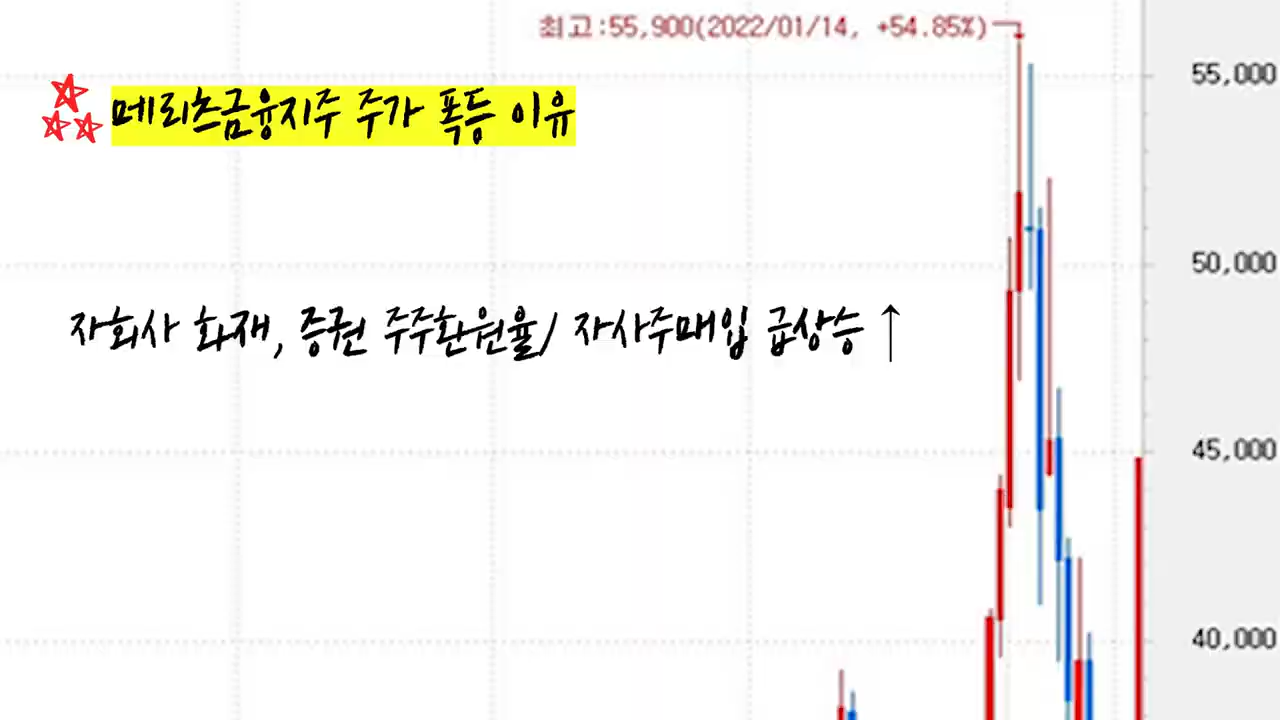 최고:55,900(2022/01/14, +54.85%)
55,000
메리츠금융지주 주가 폭등 이유
50,000
자회사 화재, 증권 주주환원율/ 자사주매입 급상승 ↑
45,000
40,000